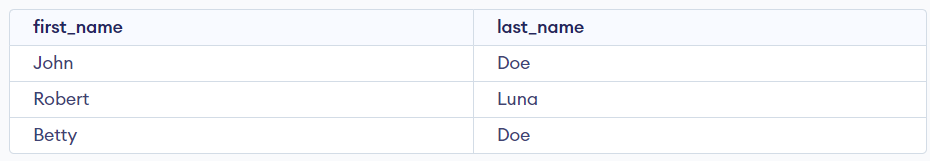 first_name last_name
John Doe
Robert Luna
Betty Doe